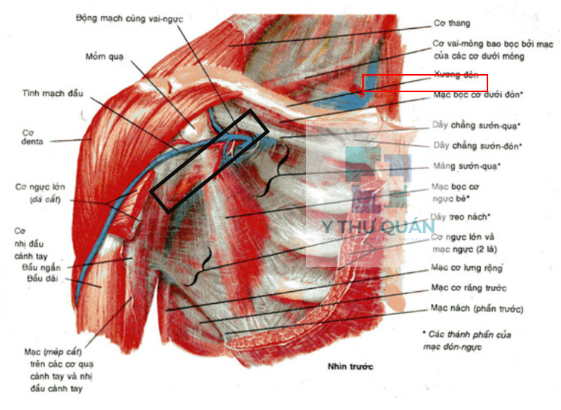 Động mạch cùng vai-ngực
Mỏm quạ
Tĩnh mạch đầu
Cơ
denta
Cơ ngực lớn
(đã cắt)
Cơ
nhị đầu
cánh tay
Đầu ngắn
Đầu dài
Mạc (mép cắt)
trên các cơ quạ
cánh tay và nhị
đầu cánh tay
Cơ thang
Cơ vai-móng bao bọc bởi mạc
của các cơ dưới móng
Xương đòn
Mạc bọc cơ dưới đòn*
Dây chằng sườn-quạ*
Dây chằng sườn-đòn*
Màng sườn-quạ*
Mạc bọc cơ
ngực bé*
Dây treo nách*
Y THƯ QUÁN
Cơ ngực lớn và
mạc ngực (2 lá)
Mạc cơ lưng rộng
Mạc cơ răng trước
Mạc nách (phần trước)
* Các thành phần của
mạc đòn-ngực
Nhìn trước